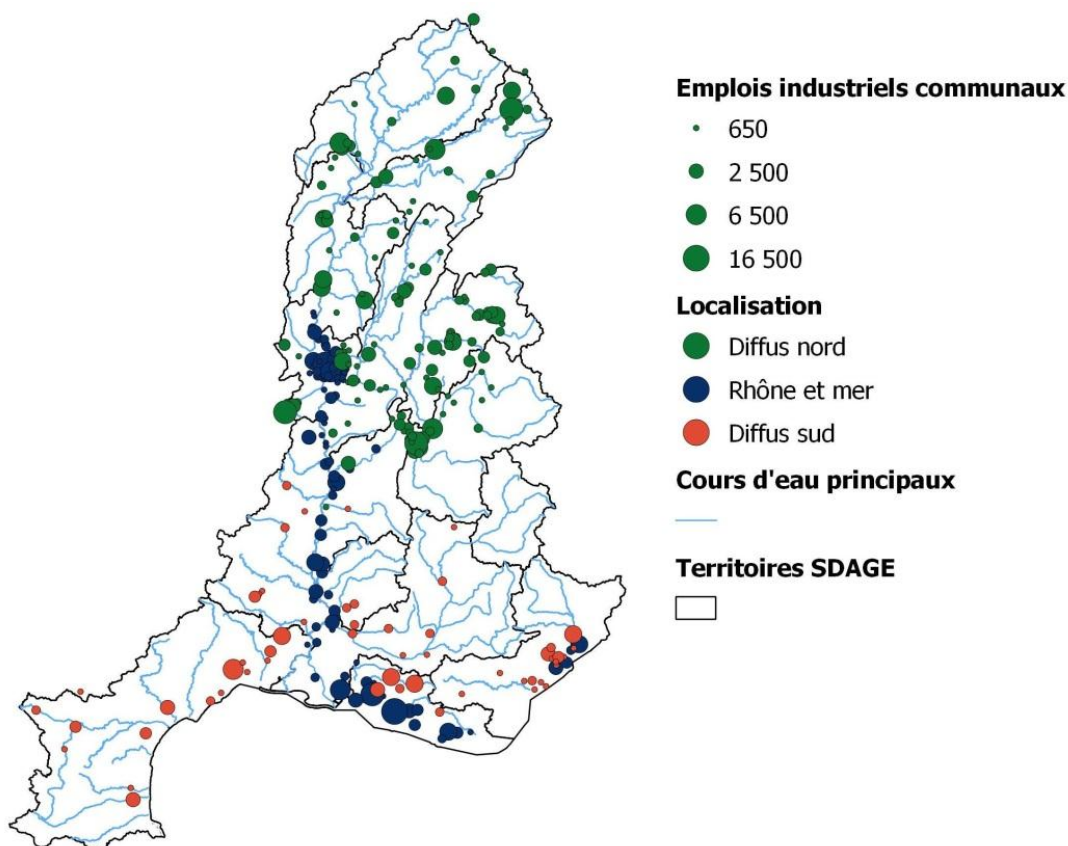 Emplois industriels communaux
650
2 500
6 500
16 500
Localisation
Diffus nord
Rhône et mer
Diffus sud
Cours d'eau principaux
Territoires SDAGE